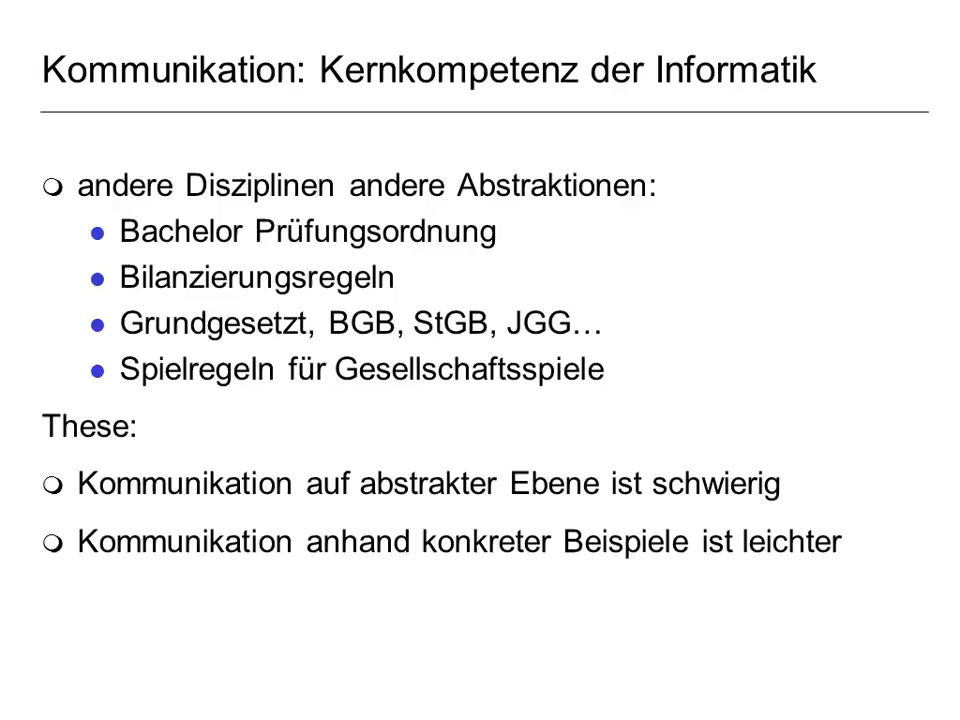 Kommunikation: Kernkompetenz der Informatik
andere Disziplinen andere Abstraktionen:
Bachelor Prüfungsordnung
Bilanzierungsregeln
Grundgesetzt, BGB, StGB, JGG…
Spielregeln für Gesellschaftsspiele
These:
Kommunikation auf abstrakter Ebene ist schwierig
Kommunikation anhand konkreter Beispiele ist leichter